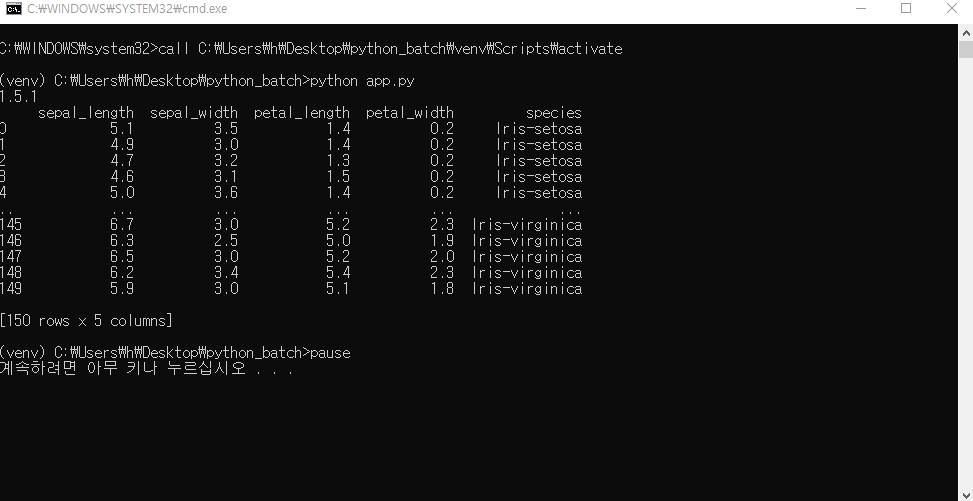 C:₩WINDOWS₩SYSTEM32₩cmd.exe
C:₩WINDOWS₩system32>call C:₩Users₩h₩Desktop₩python_batch₩venv₩Scripts₩activate
(venv) C:₩Users₩h₩Desktop₩python_batch>python app.py
1.5.1
sepal_length sepal_width petal_length petal_width species
0 5.1 3.5 1.4 0.2 Iris-setosa
1 4.9 3.0 1.4 0.2 Iris-setosa
2 4.7 3.2 1.3 0.2 Iris-setosa
3 4.6 3.1 1.5 0.2 Iris-setosa
4 5.0 3.6 1.4 0.2 Iris-setosa
.. ... ... ... ... ...
145 6.7 3.0 5.2 2.3 Iris-virginica
146 6.3 2.5 5.0 1.9 Iris-virginica
147 6.5 3.0 5.2 2.0 Iris-virginica
148 6.2 3.4 5.4 2.3 Iris-virginica
149 5.9 3.0 5.1 1.8 Iris-virginica
[150 rows x 5 columns]
(venv) C:₩Users₩h₩Desktop₩python_batch>pause
계속하려면 아무 키나 누르십시오 . . .